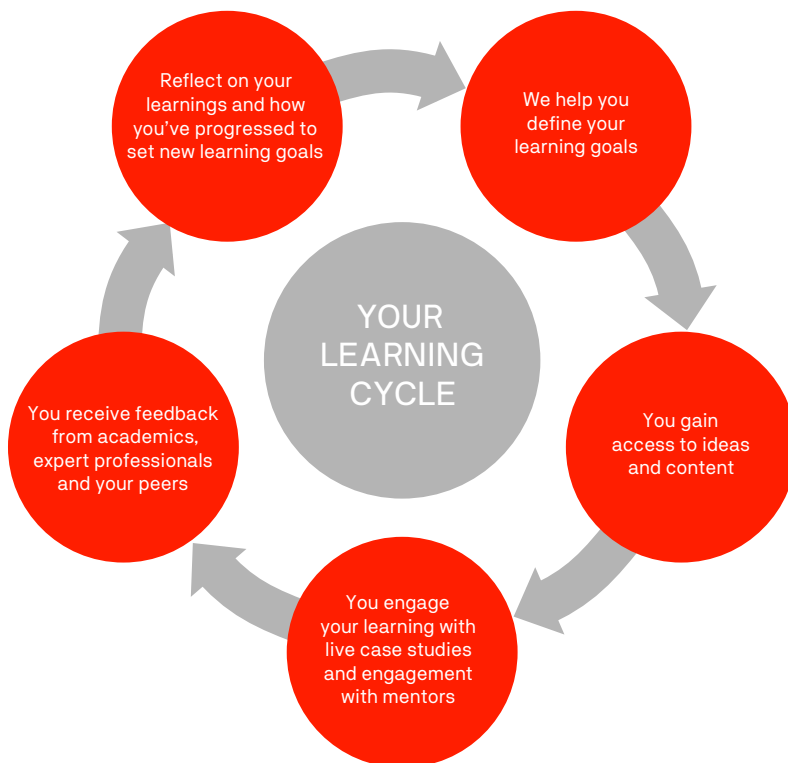 Reflect on your
learnings and how
you've progressed to
set new learning goals
We help you
define your
learning goals
YOUR
LEARNING
CYCLE
You gain
access to ideas
and content
You engage
your learning with
live case studies
and engagement
with mentors
You receive feedback
from academics,
expert professionals
and your peers